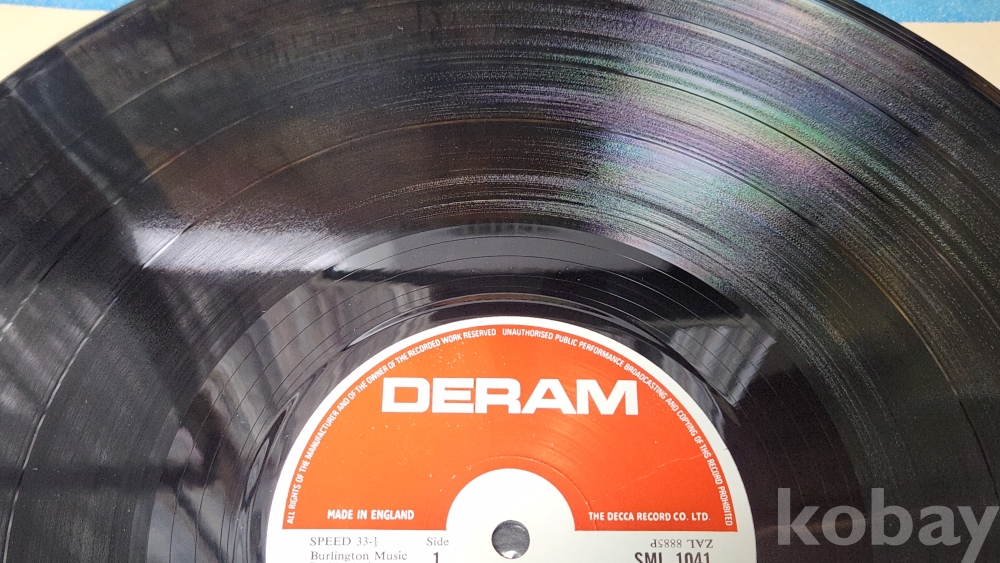 ALL RIGHTS OF THE MANUFACTURER AND OF THE OWNER OF THE RECORDED WORK RESERVED UNAUTHORISED PUBLIC PERFORMANCE BROADCASTING AND COPYING OF THIS RECORD PROHIBITED
DERAM
MADE IN ENGLAND
THE DECCA RECORD CO. LTD.
SPEED 33-⅓
Side
ZAL 8885P
Burlington Music
1
SML 1041
kobay